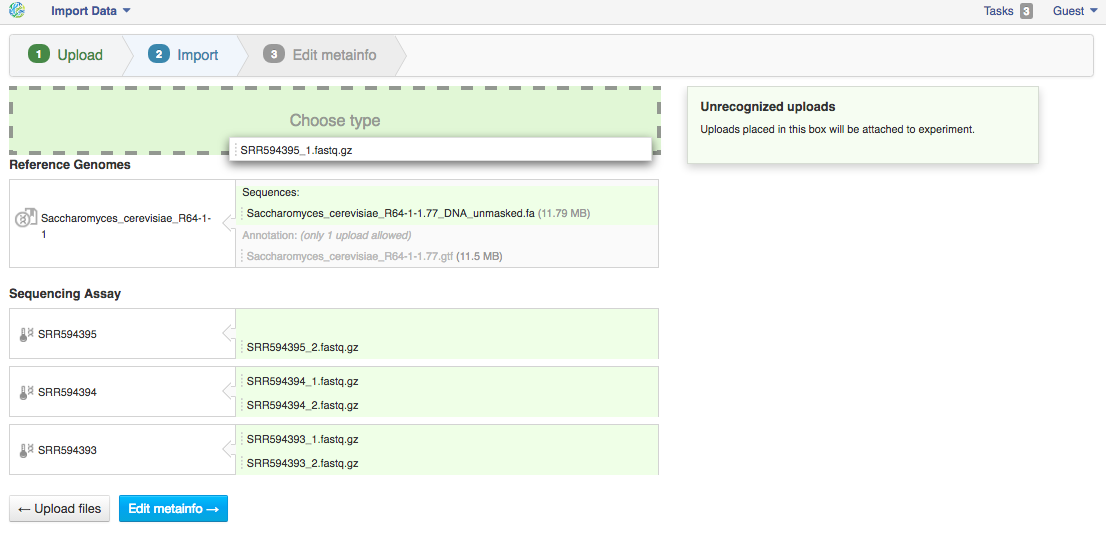 Import Data
Tasks 3 Guest
1 Upload 2 Import 3 Edit metainfo
Choose type
SRR594395_1.fastq.gz
Unrecognized uploads
Uploads placed in this box will be attached to experiment.
Reference Genomes
Saccharomyces_cerevisiae_R64-1-
1
Sequences:
Saccharomyces_cerevisiae_R64-1-1.77_DNA_unmasked.fa (11.79 MB)
Annotation: (only 1 upload allowed)
Saccharomyces_cerevisiae_R64-1-1.77.gtf (11.5 MB)
Sequencing Assay
SRR594395
SRR594395_2.fastq.gz
SRR594394
SRR594394_1.fastq.gz
SRR594394_2.fastq.gz
SRR594393
SRR594393_1.fastq.gz
SRR594393_2.fastq.gz
← Upload files
Edit metainfo →